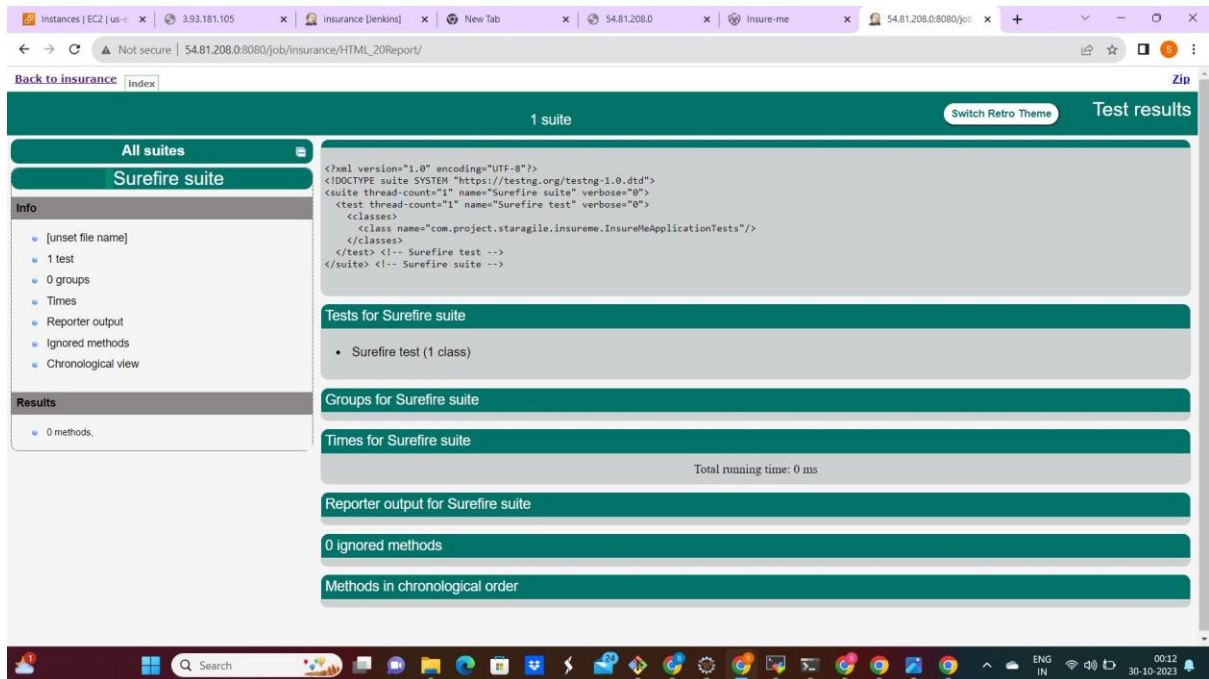 Instances | EC2 | us-e
3.93.181.105
insurance [Jenkins]
New Tab
54.81.208.0
Insure-me
54.81.208.0:8080/job
Not secure | 54.81.208.0:8080/job/insurance/HTML_20Report/
S
Back to insurance
index
Zip
1 suite
Switch Retro Theme
Test results
All suites
Surefire suite
Info
[unset file name]
1 test
0 groups
Times
Reporter output
Ignored methods
Chronological view
Results
0 methods,
<?xml version="1.0" encoding="UTF-8"?>
<!DOCTYPE suite SYSTEM "https://testng.org/testng-1.0.dtd">
<suite thread-count="1" name="Surefire suite" verbose="0">
<test thread-count="1" name="Surefire test" verbose="0">
<classes>
<class name="com.project.staragile.insureme.InsureMeApplicationTests"/>
</classes>
</test> <!-- Surefire test -->
</suite> <!-- Surefire suite -->
Tests for Surefire suite
Surefire test (1 class)
Groups for Surefire suite
Times for Surefire suite
Total running time: 0 ms
Reporter output for Surefire suite
0 ignored methods
Methods in chronological order
1
Search
24
ENG
IN
00:12
30-10-2023